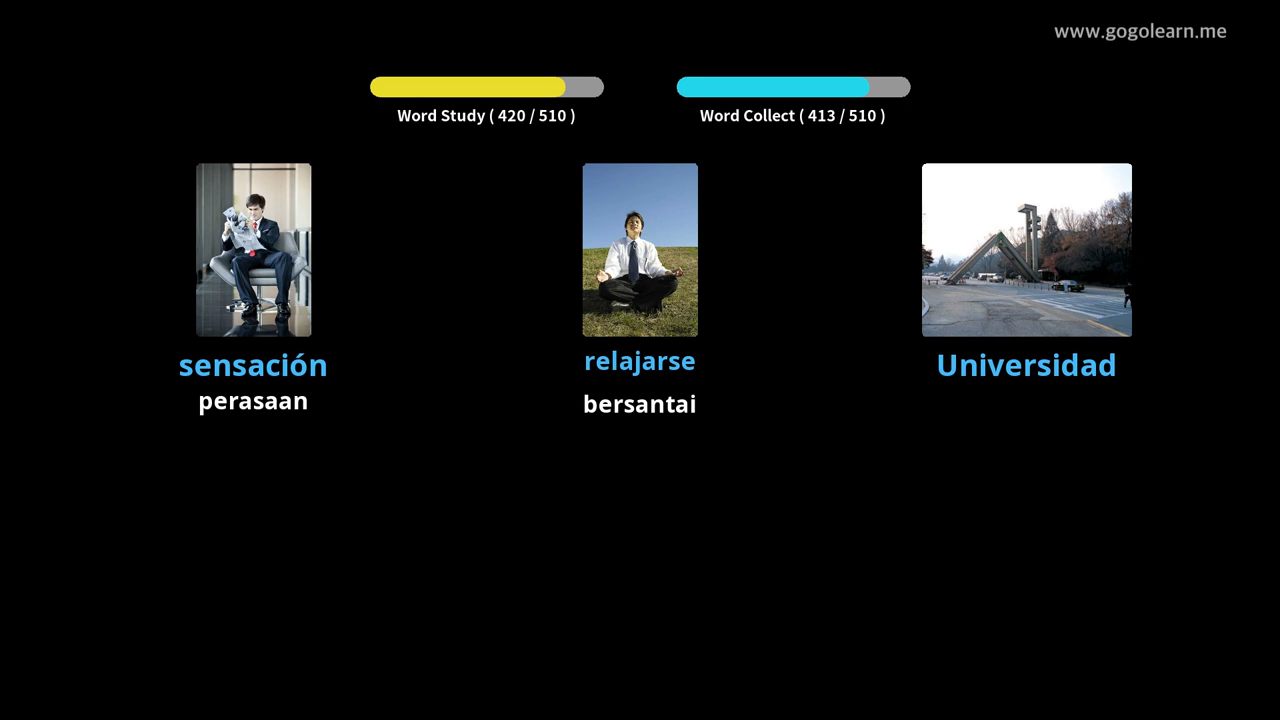 www.gogolearn.me
Word Study ( 420 / 510 )
Word Collect ( 413 / 510 )
sensación
perasaan
relajarse
bersantai
Universidad